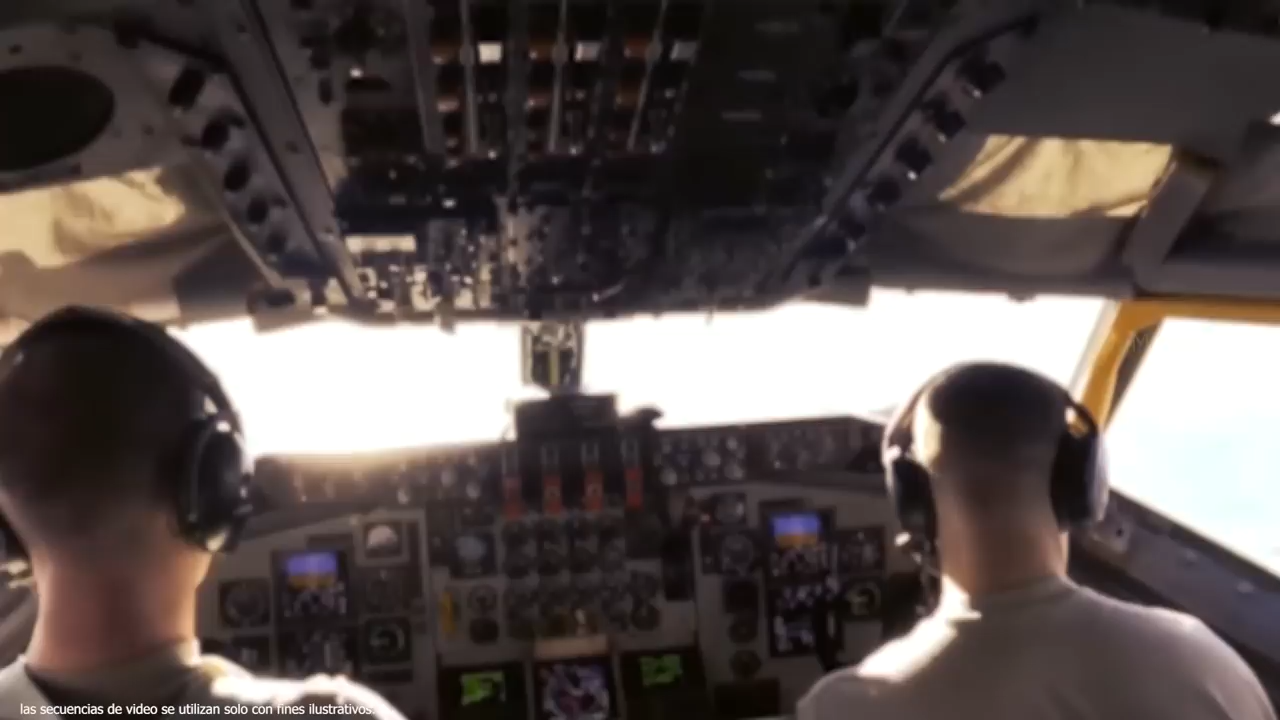 las secuencias de video se utilizan solo con fines ilustrativos.